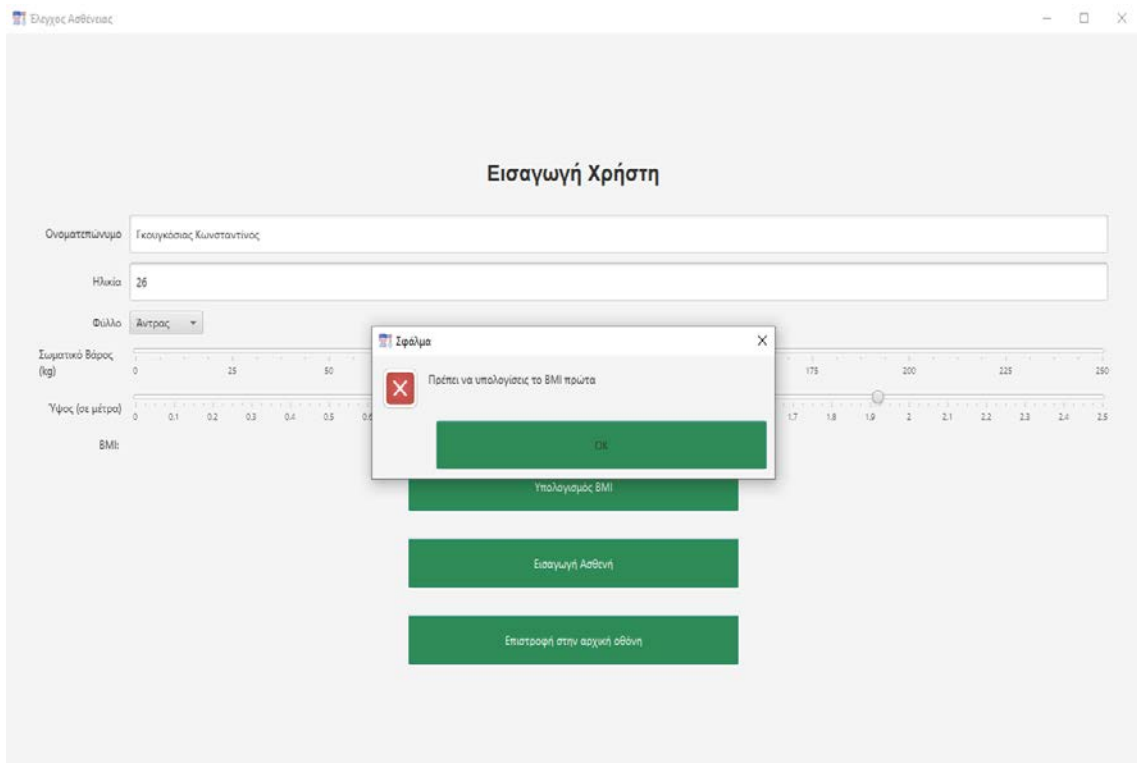 Έλεγχος Ασθένειας
Εισαγωγή Χρήστη
Ονοματεπώνυμο Γκουγκόσιας Κωνσταντίνος
Ηλικία 26
Φύλλο Άντρας
Σφάλμα
Πρέπει να υπολογίσεις το BMI πρώτα
OK
Σωματικό Βάρος
(kg) 0 25 50 175 200 225 250
Ύψος (σε μέτρα) 0 0.1 0.2 0.3 0.4 0.5 0.6 1.7 1.8 1.9 2 2.1 2.2 2.3 2.4 2.5
BMI:
Υπολογισμός BMI
Εισαγωγή Ασθενή
Επιστροφή στην αρχική οθόνη